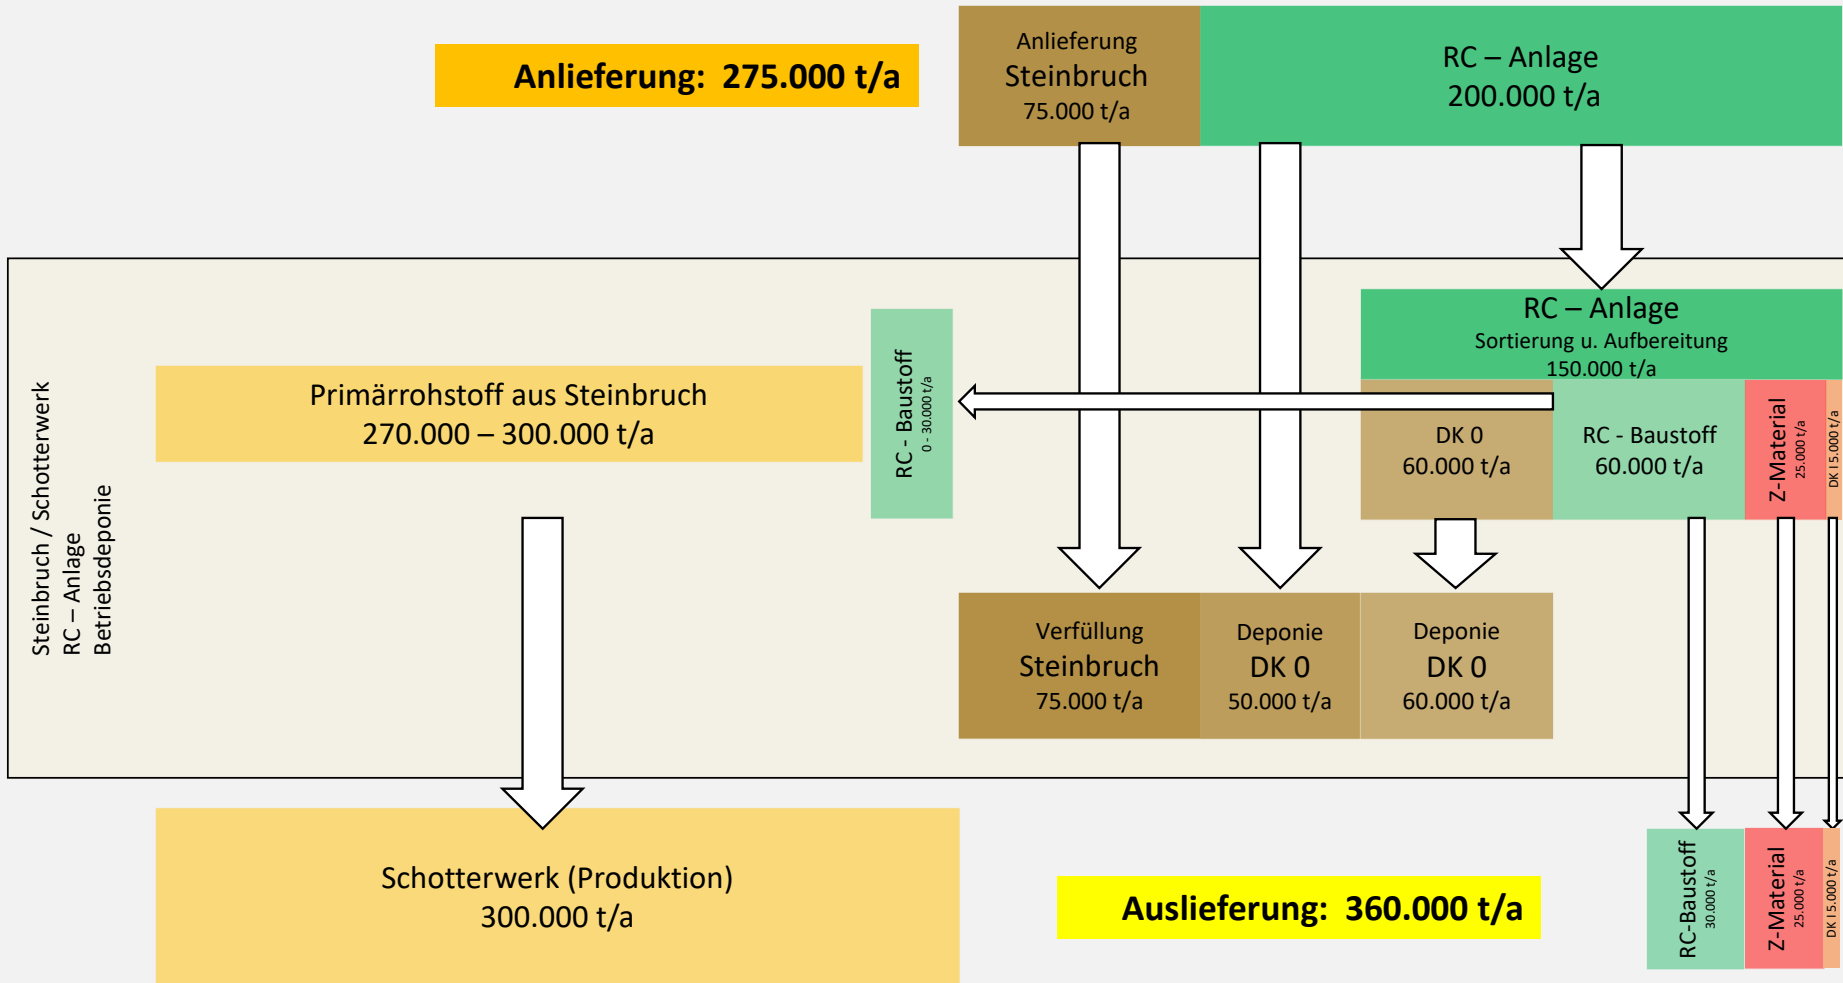 Anlieferung: 275.000 t/a
Anlieferung
Steinbruch
75.000 t/a
RC – Anlage
200.000 t/a
Steinbruch / Schotterwerk
RC – Anlage
Betriebsdeponie
Primärrohstoff aus Steinbruch
270.000 – 300.000 t/a
RC - Baustoff
0 - 30.000 t/a
RC – Anlage
Sortierung u. Aufbereitung
150.000 t/a
DK 0
60.000 t/a
RC - Baustoff
60.000 t/a
Z-Material
25.000 t/a
DK I 5.000 t/a
Verfüllung
Steinbruch
75.000 t/a
Deponie
DK 0
50.000 t/a
Deponie
DK 0
60.000 t/a
Schotterwerk (Produktion)
300.000 t/a
Auslieferung: 360.000 t/a
RC-Baustoff
30.000 t/a
Z-Material
25.000 t/a
DK I 5.000 t/a